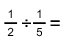 1/2 ÷ 1/5 =